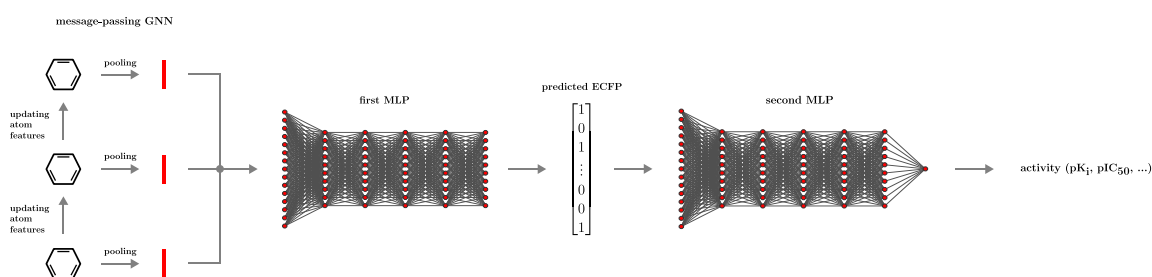 message-passing GNN
pooling
updating
atom
features
pooling
updating
atom
features
pooling
first MLP
predicted ECFP
1
0
1
⋮
0
0
1
second MLP
activity (pKi, pIC50, ...)